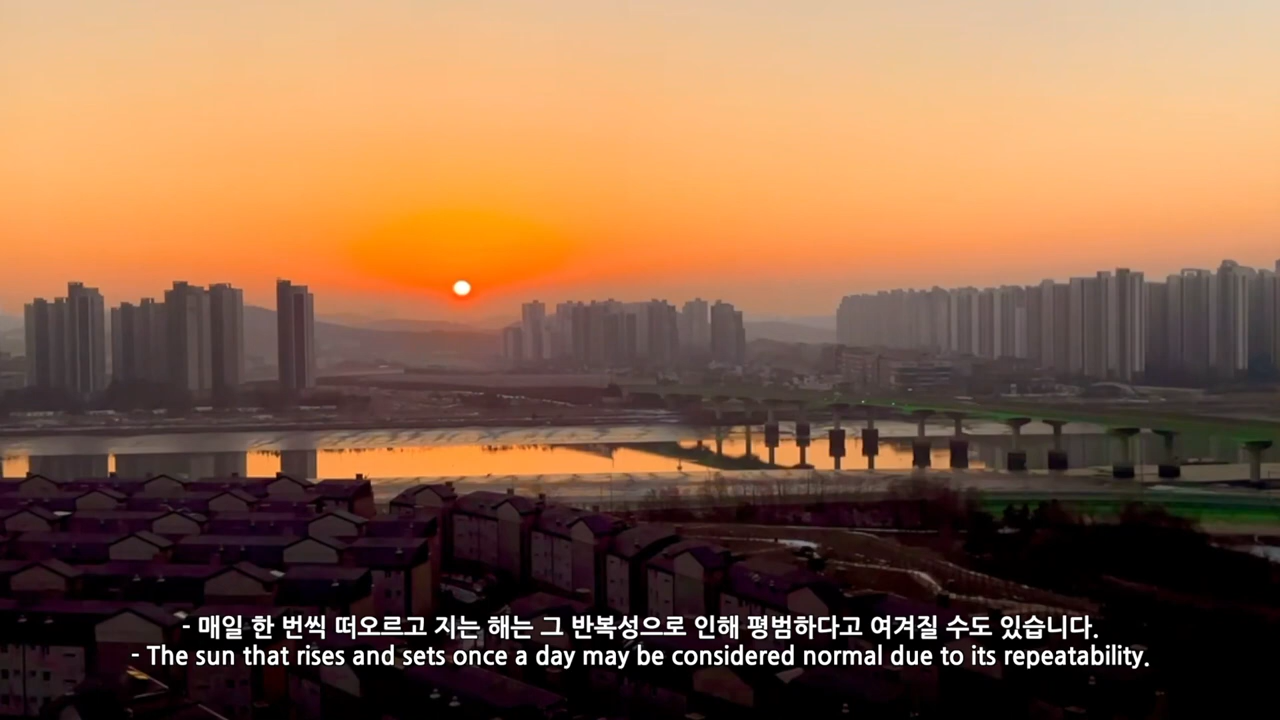 - 매일 한 번씩 떠오르고 지는 해는 그 반복성으로 인해 평범하다고 여겨질 수도 있습니다.
- The sun that rises and sets once a day may be considered normal due to its repeatability.